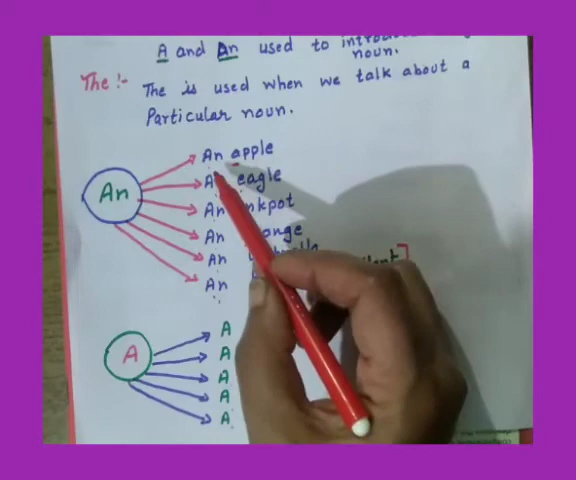 A and An used to
noun.
The :- The is used when we talk about a
Particular noun.
An An apple
An eagle
An inkpot
An
An
An
A A
A
A
A
A